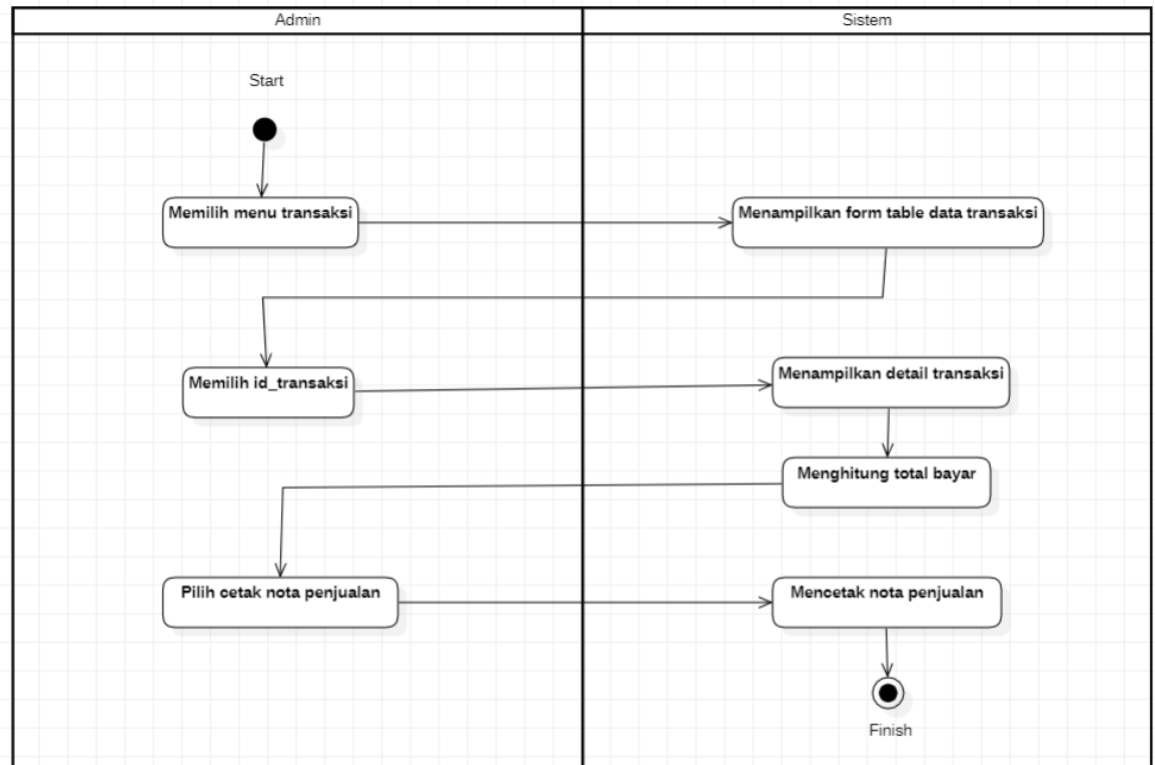 Admin
Sistem
Start
Memilih menu transaksi
Menampilkan form table data transaksi
Memilih id_transaksi
Menampilkan detail transaksi
Menghitung total bayar
Pilih cetak nota penjualan
Mencetak nota penjualan
Finish